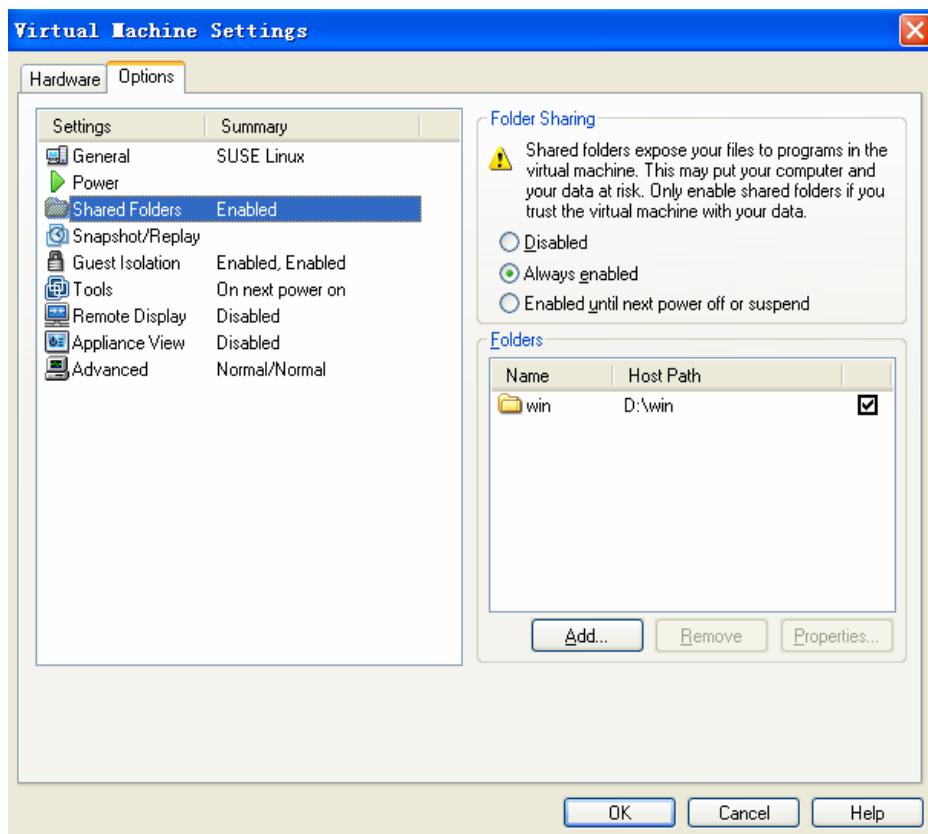 Virtual Machine Settings
Hardware Options
Settings Summary
General SUSE Linux
Power
Shared Folders Enabled
Snapshot/Replay
Guest Isolation Enabled, Enabled
Tools On next power on
Remote Display Disabled
Appliance View Disabled
Advanced Normal/Normal
Folder Sharing
Shared folders expose your files to programs in the
virtual machine. This may put your computer and
your data at risk. Only enable shared folders if you
trust the virtual machine with your data.
Disabled
Always enabled
Enabled until next power off or suspend
Folders
Name Host Path
win D:\win
Add... Remove Properties...
OK Cancel Help